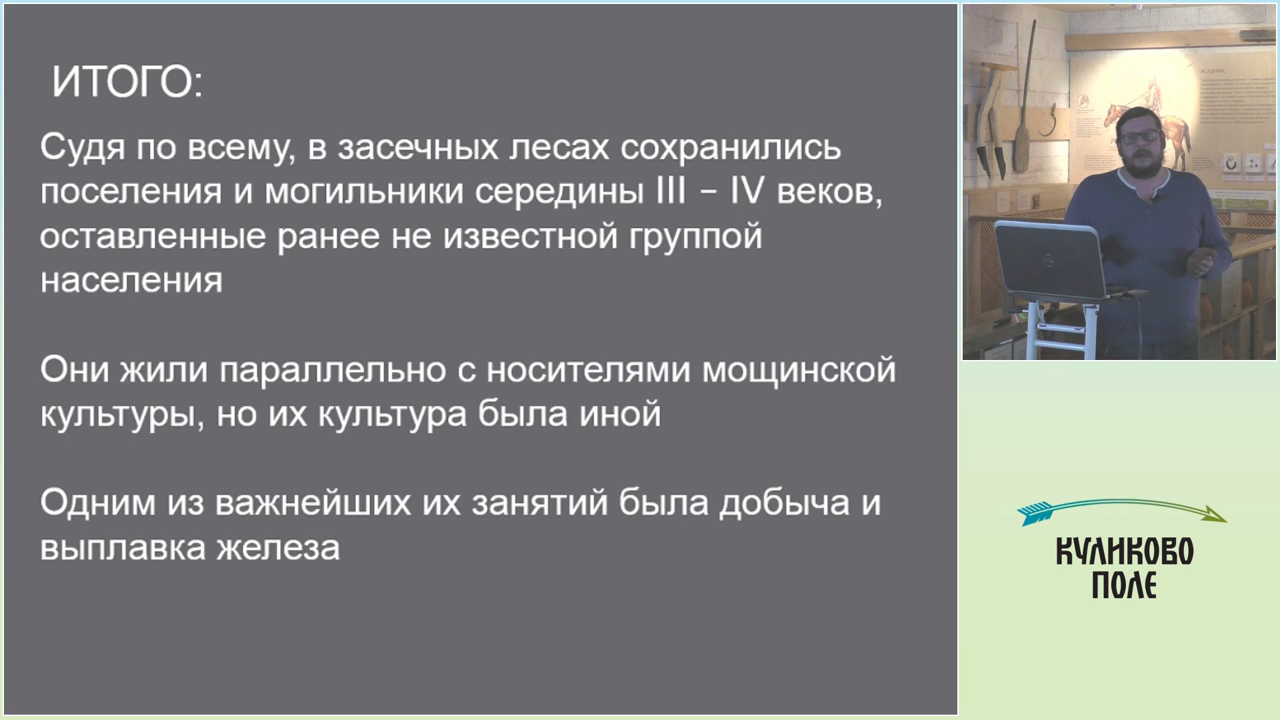 ИТОГО:
Судя по всему, в засечных лесах сохранились
поселения и могильники середины III – IV веков,
оставленные ранее не известной группой
населения
Они жили параллельно с носителями мощинской
культуры, но их культура была иной
Одним из важнейших их занятий была добыча и
выплавка железа
КУЛИКОВО
ПОЛЕ